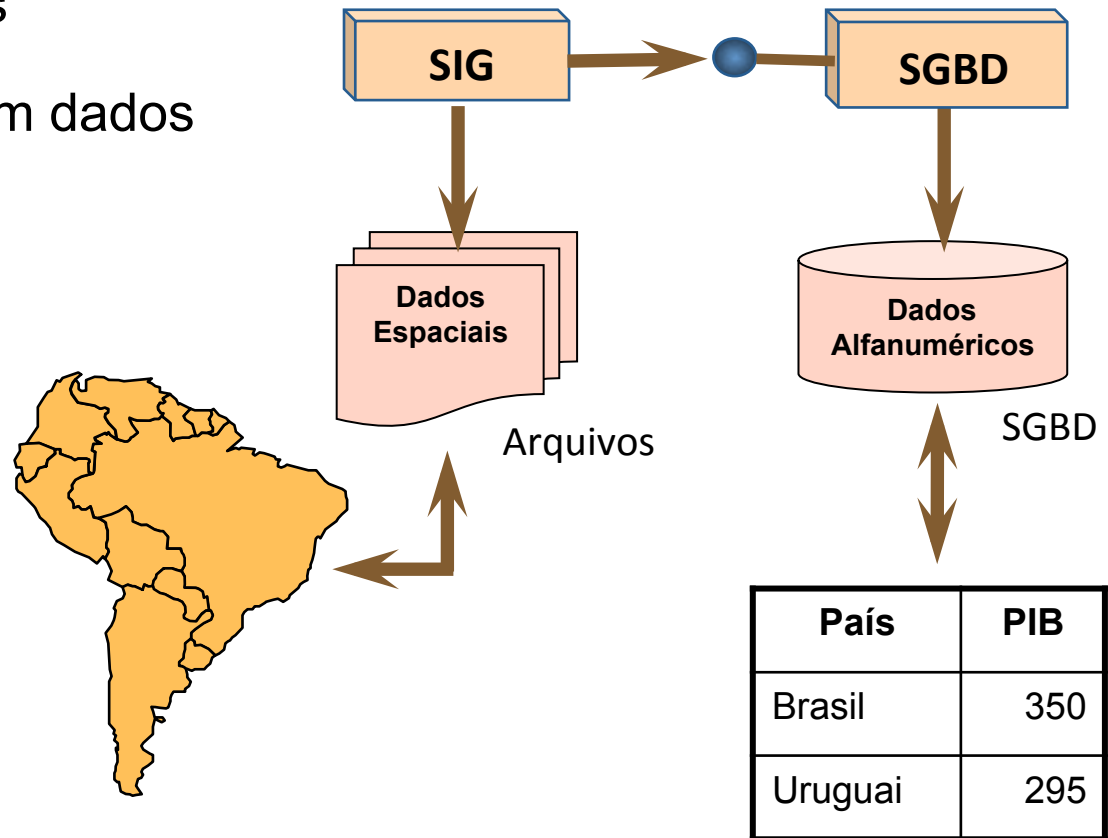 s
m dados
SIG
SGBD
Dados
Espaciais
Arquivos
Dados
Alfanuméricos
SGBD
País PIB
Brasil 350
Uruguai 295